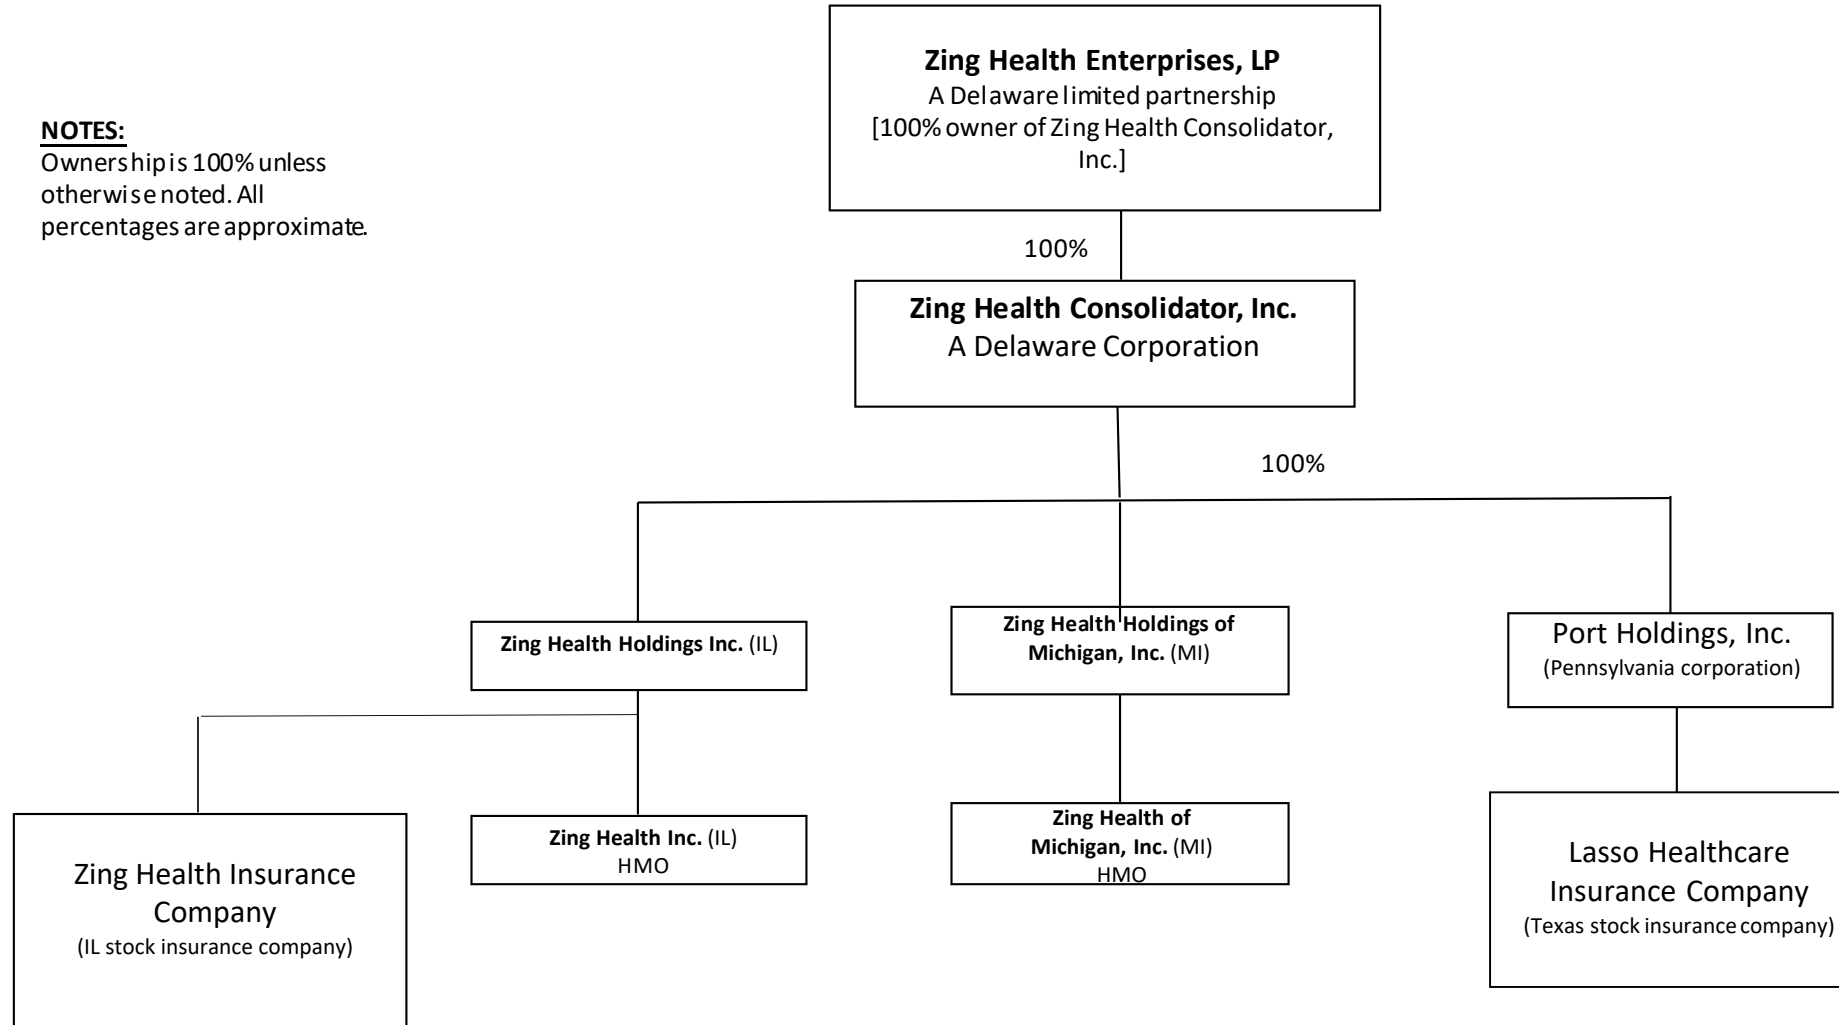 Zing Health Enterprises, LP
A Delaware limited partnership
[100% owner of Zing Health Consolidator,
Inc.]
NOTES:
Ownership is 100% unless
otherwise noted. All
percentages are approximate.
100%
Zing Health Consolidator, Inc.
A Delaware Corporation
100%
Zing Health Holdings Inc. (IL)
Zing Health Holdings of
Michigan, Inc. (MI)
Port Holdings, Inc.
(Pennsylvania corporation)
Zing Health Insurance
Company
(IL stock insurance company)
Zing Health Inc. (IL)
HMO
Zing Health of
Michigan, Inc. (MI)
HMO
Lasso Healthcare
Insurance Company
(Texas stock insurance company)